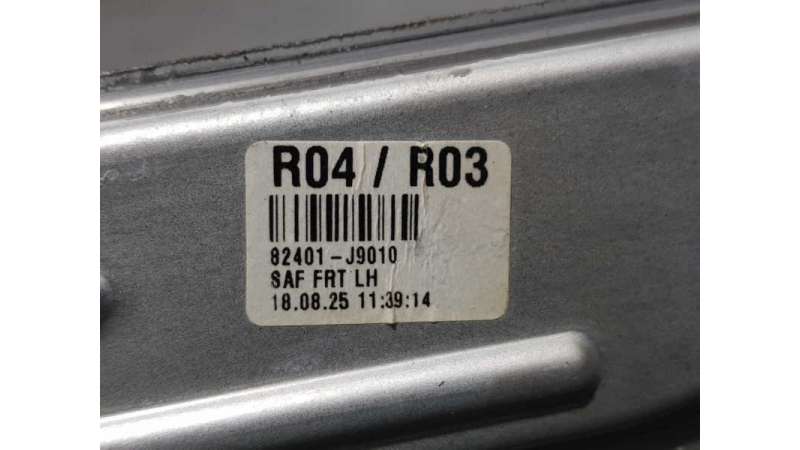 R04 / R03
82401-J9010
SAF FRT LH
18.08.25 11:39:14